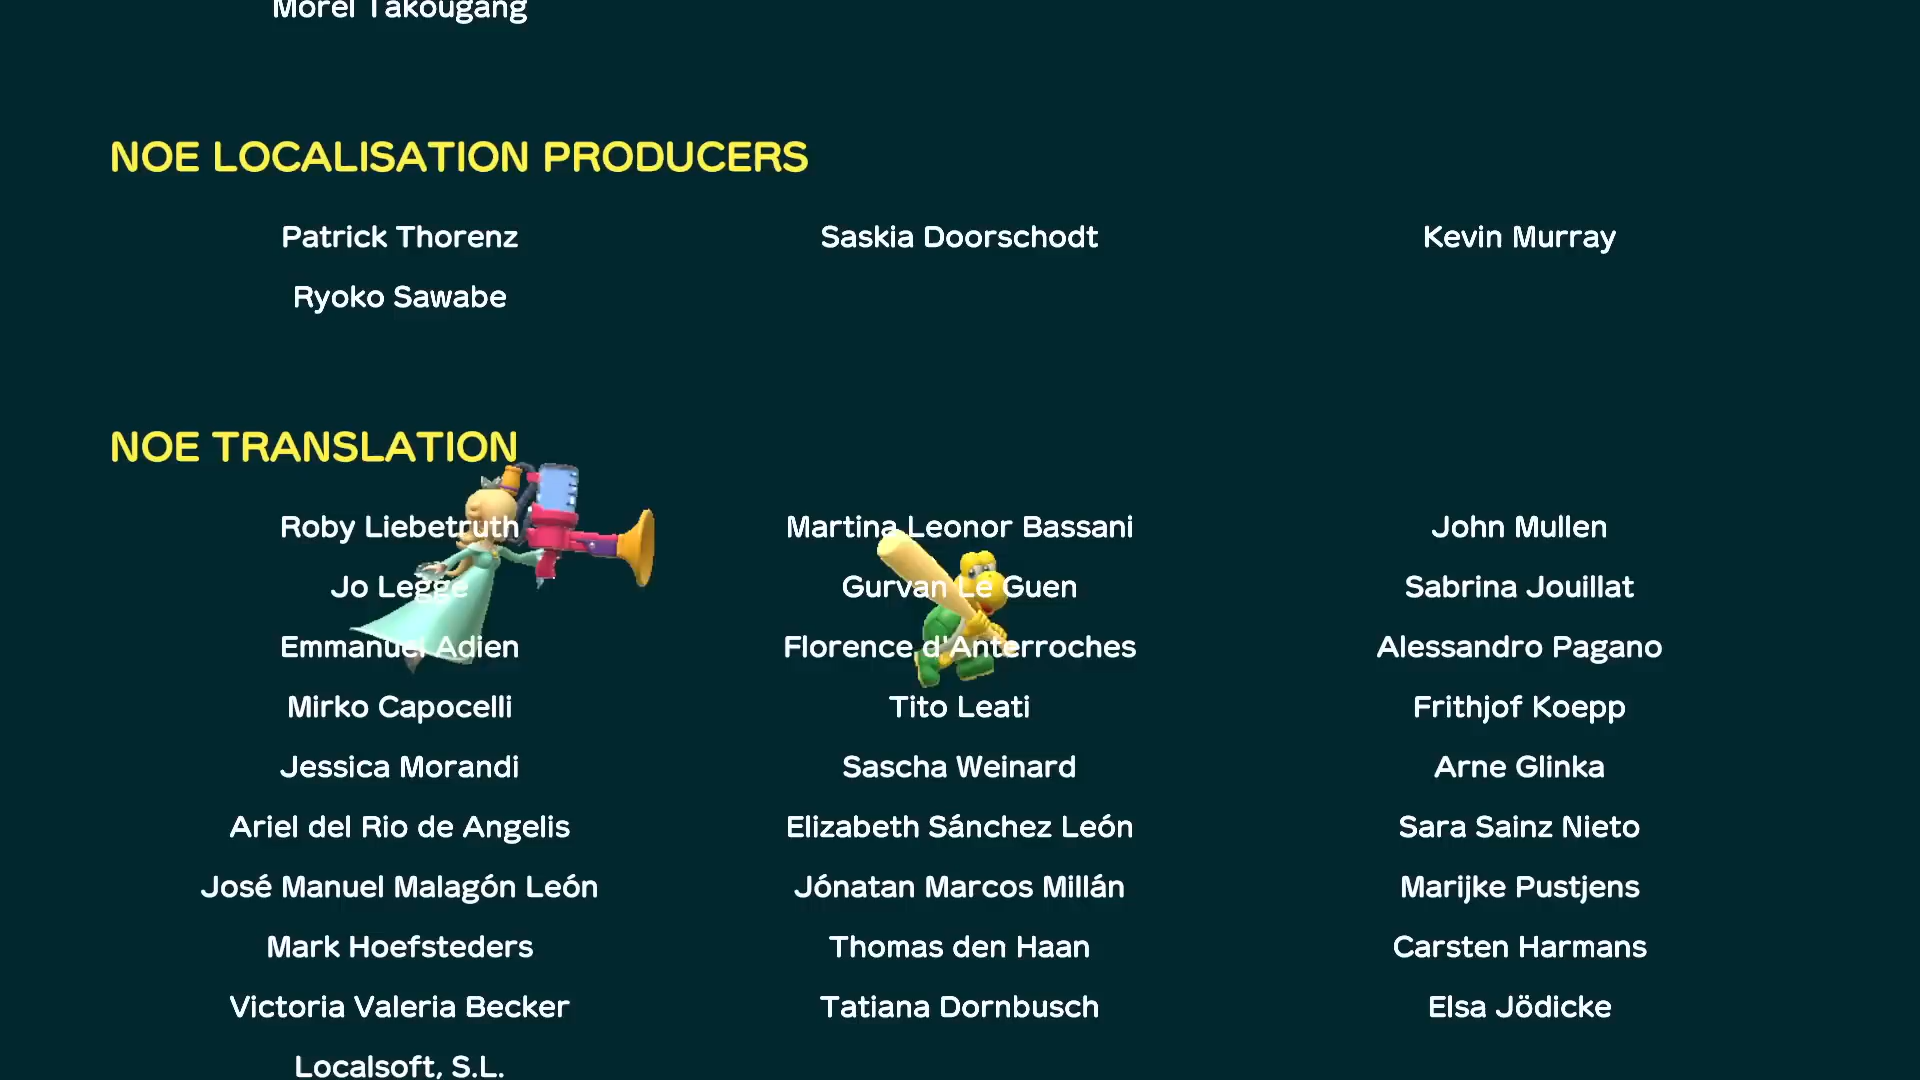 Morel Takougang
NOE LOCALISATION PRODUCERS
Patrick Thorenz Saskia Doorschodt Kevin Murray
Ryoko Sawabe
NOE TRANSLATION
Roby Liebetruth Martina Leonor Bassani John Mullen
Jo Legge Gurvan Le Guen Sabrina Jouillat
Emmanuel Adien Florence d'Anterroches Alessandro Pagano
Mirko Capocelli Tito Leati Frithjof Koepp
Jessica Morandi Sascha Weinard Arne Glinka
Ariel del Rio de Angelis Elizabeth Sánchez León Sara Sainz Nieto
José Manuel Malagón León Jónatan Marcos Millán Marijke Pustjens
Mark Hoefsteders Thomas den Haan Carsten Harmans
Victoria Valeria Becker Tatiana Dornbusch Elsa Jödicke
Localsoft, S.L.